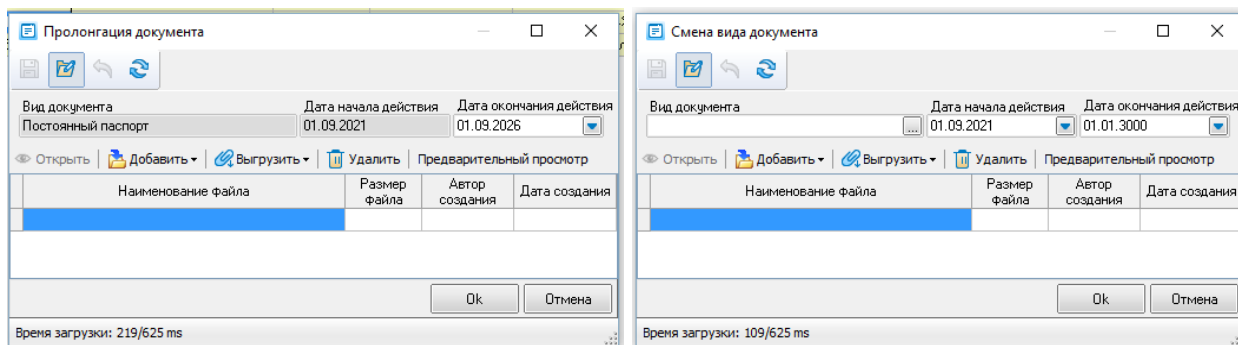 Пролонгация документа
Вид документа Дата начала действия Дата окончания действия
Постоянный паспорт 01.09.2021 01.09.2026
Открыть Добавить Выгрузить Удалить Предварительный просмотр
Наименование файла Размер файла Автор создания Дата создания
Ok Отмена
Время загрузки: 219/625 ms
Смена вида документа
Вид документа Дата начала действия Дата окончания действия
... 01.09.2021 01.01.3000
Открыть Добавить Выгрузить Удалить Предварительный просмотр
Наименование файла Размер файла Автор создания Дата создания
Ok Отмена
Время загрузки: 109/625 ms